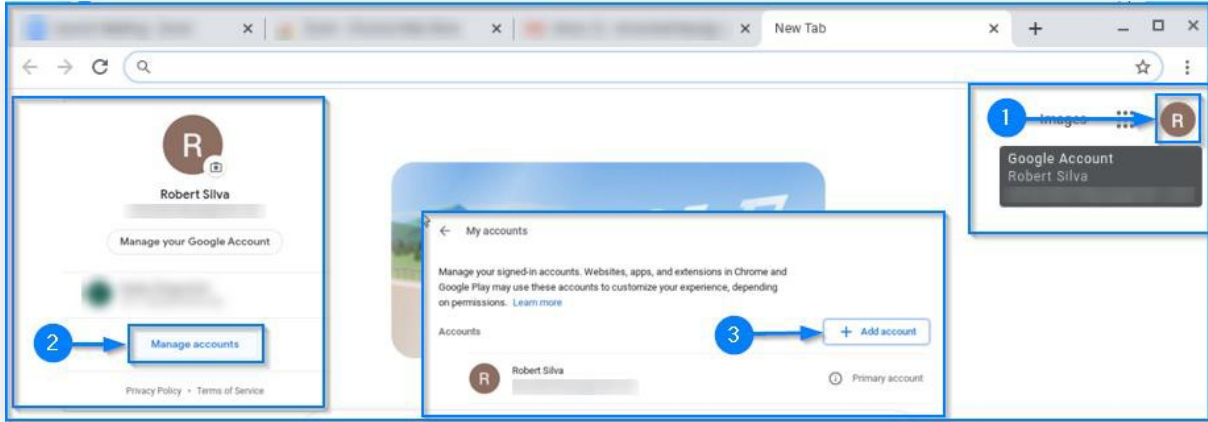 New Tab
1
Images
R
Google Account
Robert Silva
R
Robert Silva
Manage your Google Account
2
Manage accounts
Privacy Policy • Terms of Service
My accounts
Manage your signed-in accounts. Websites, apps, and extensions in Chrome and
Google Play may use these accounts to customize your experience, depending
on permissions. Learn more
Accounts
3
+ Add account
R
Robert Silva
Primary account